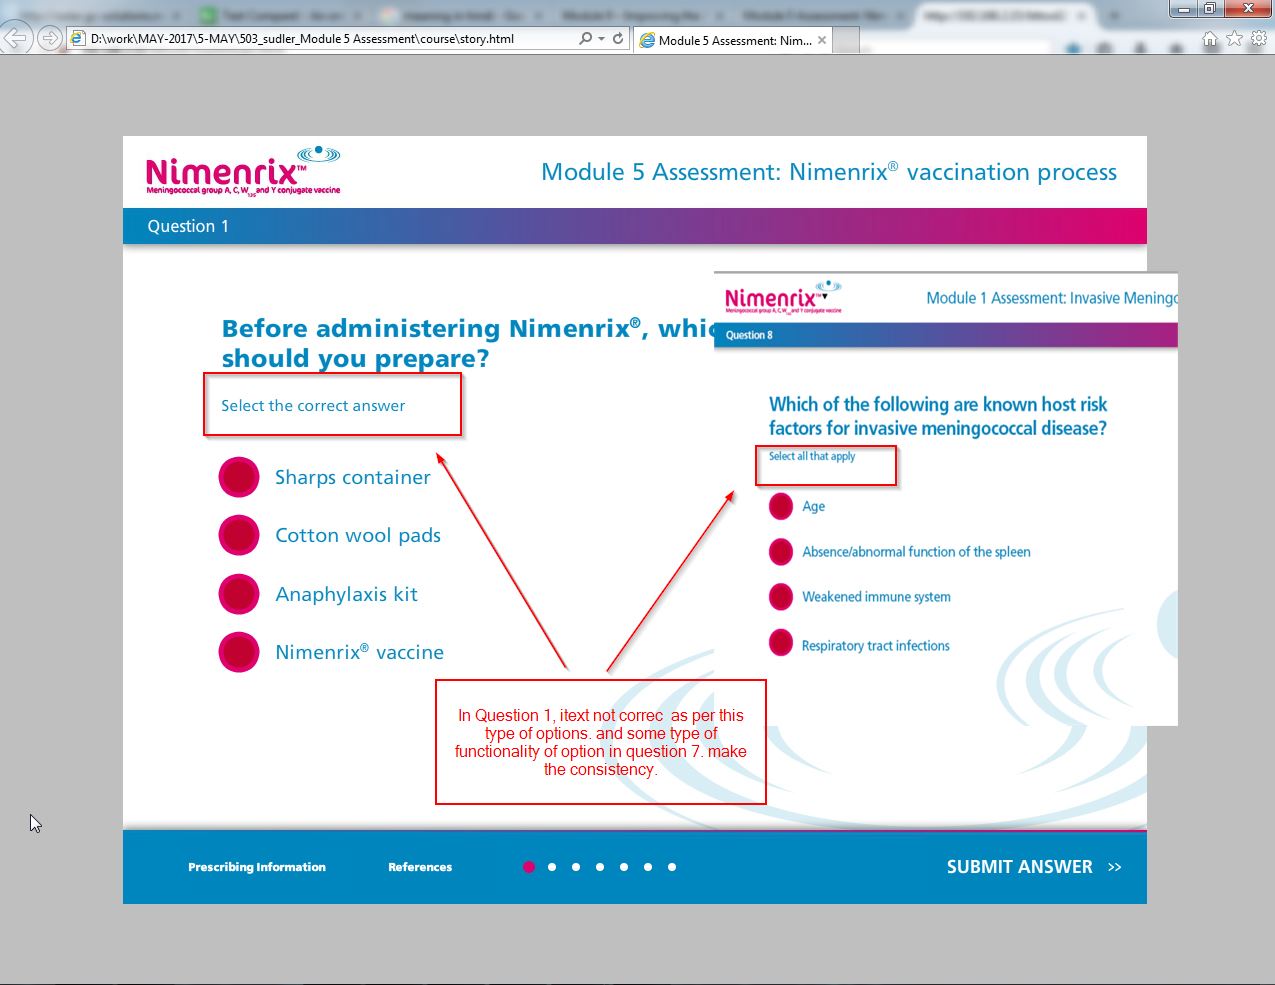 D:\work\MAY-2017\5-MAY\503_sudler_Module 5 Assessment\course\story.html
Module 5 Assessment: Nim...
Nimenrix™
Meningococcal group A, C, W135 and Y conjugate vaccine
Module 5 Assessment: Nimenrix® vaccination process
Question 1
Before administering Nimenrix®,
should you prepare?
Select the correct answer
Sharps container
Cotton wool pads
Anaphylaxis kit
Nimenrix® vaccine
Nimenrix™
Meningococcal group A, C, W135 and Y conjugate vaccine
Module 1 Assessment: Invasive
Question 8
Which of the following are known host risk
factors for invasive meningococcal disease?
Select all that apply
Age
Absence/abnormal function of the spleen
Weakened immune system
Respiratory tract infections
In Question 1, itext not correc as per this
type of options. and some type of
functionality of option in question 7. make
the consistency.
Prescribing Information
References
SUBMIT ANSWER >>